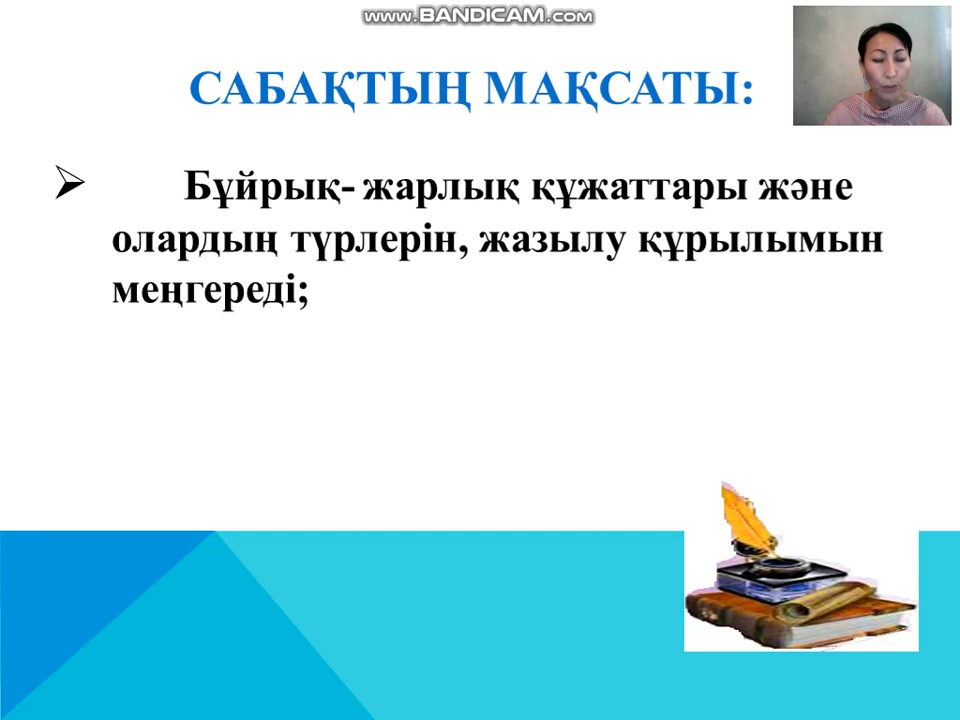 www.BANDICAM.com
САБАҚТЫҢ МАҚСАТЫ:
Бұйрық- жарлық құжаттары және
олардың түрлерін, жазылу құрылымын
меңгереді;